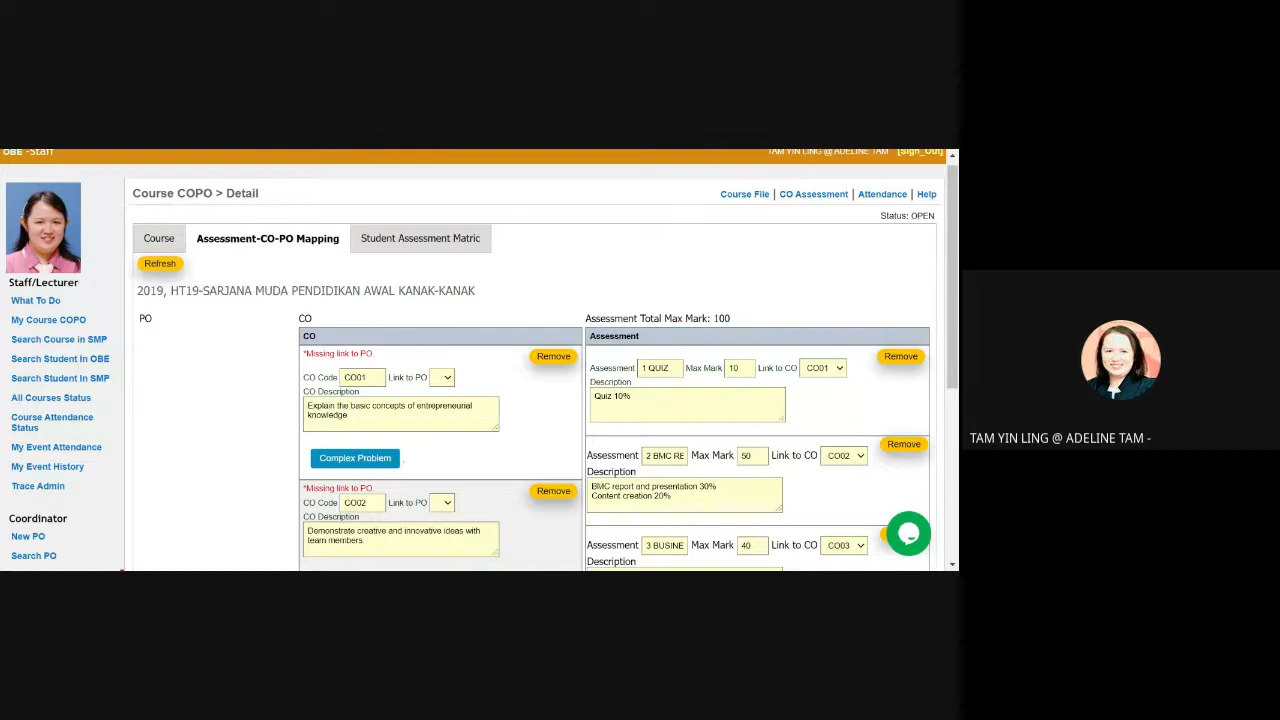 OBE -Staff
TAM YIN LING @ ADELINE TAM [Sign_Out]
Course COPO > Detail
Course File | CO Assessment | Attendance | Help
Status: OPEN
Course
Assessment-CO-PO Mapping
Student Assessment Matric
Refresh
Staff/Lecturer
What To Do
My Course COPO
Search Course in SMP
Search Student In OBE
Search Student In SMP
All Courses Status
Course Attendance
Status
My Event Attendance
My Event History
Trace Admin
Coordinator
New PO
Search PO
2019, HT19-SARJANA MUDA PENDIDIKAN AWAL KANAK-KANAK
PO
CO
Assessment Total Max Mark: 100
CO
*Missing link to PO.
Remove
CO Code CO01 Link to PO
CO Description
Explain the basic concepts of entrepreneurial
knowledge
Complex Problem
*Missing link to PO.
Remove
CO Code CO02 Link to PO
CO Description
Demonstrate creative and innovative ideas with
team members.
Assessment
Remove
Assessment 1 QUIZ Max Mark 10 Link to CO CO01
Description
Quiz 10%
Remove
Assessment 2 BMC RE Max Mark 50 Link to CO CO02
Description
BMC report and presentation 30%
Content creation 20%
Assessment 3 BUSINE Max Mark 40 Link to CO CO03
Description
TAM YIN LING @ ADELINE TAM -